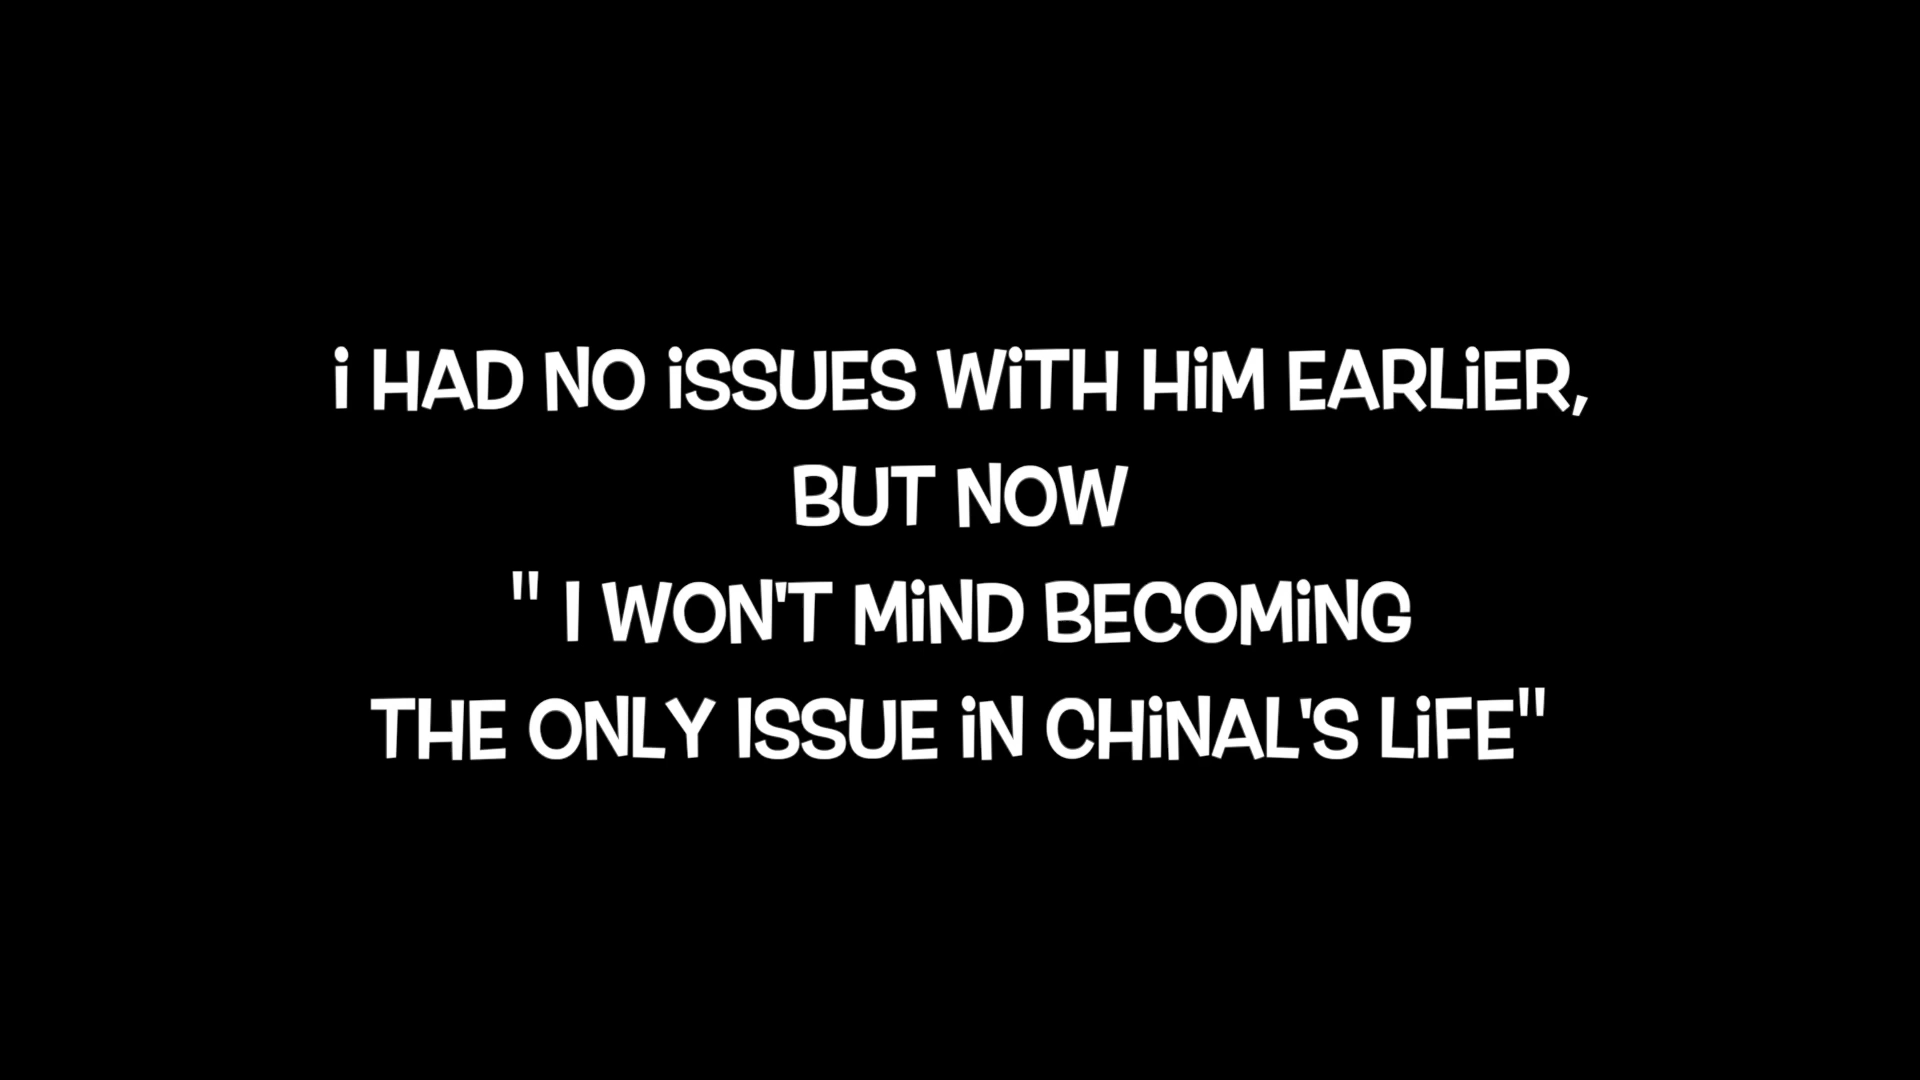 i HAD NO iSSUES WiTH HiM EARLiER,
BUT NOW
" I WON'T MiND BECOMiNG
THE ONLY ISSUE iN CHiNAL'S LiFE"